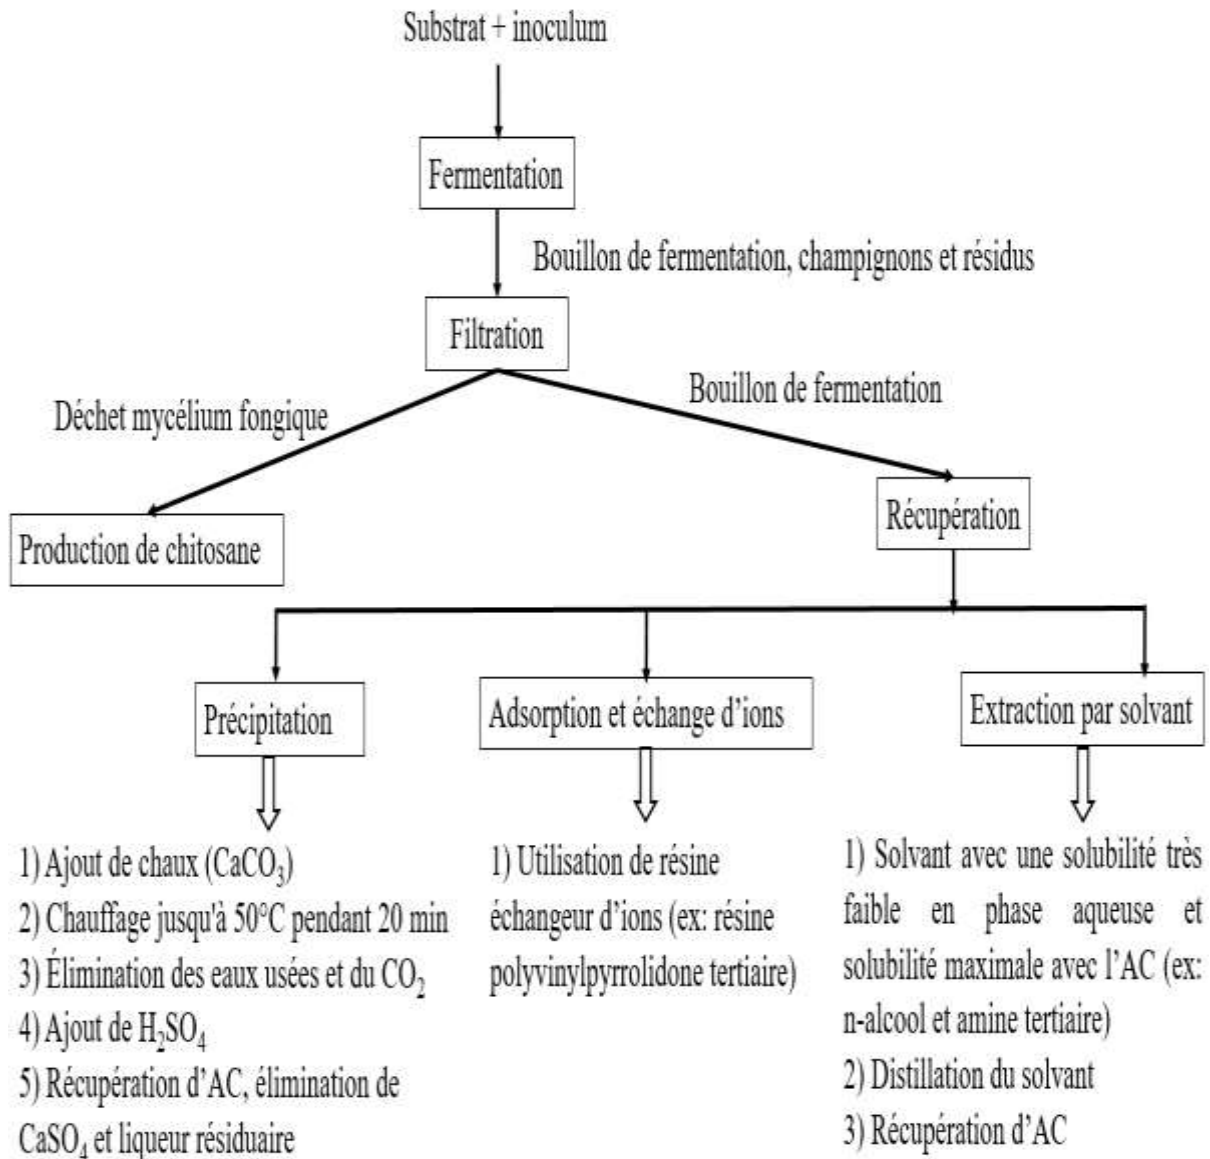 Substrat + inoculum
Fermentation
Bouillon de fermentation, champignons et résidus
Filtration
Déchet mycélium fongique
Bouillon de fermentation
Production de chitosane
Récupération
Précipitation
Adsorption et échange d’ions
Extraction par solvant
1) Ajout de chaux (CaCO₃)
2) Chauffage jusqu'à 50°C pendant 20 min
3) Élimination des eaux usées et du CO₂
4) Ajout de H₂SO₄
5) Récupération d’AC, élimination de
CaSO₄ et liqueur résiduaire
1) Utilisation de résine
échangeur d’ions (ex: résine
polyvinylpyrrolidone tertiaire)
1) Solvant avec une solubilité très
faible en phase aqueuse et
solubilité maximale avec l’AC (ex:
n-alcool et amine tertiaire)
2) Distillation du solvant
3) Récupération d’AC